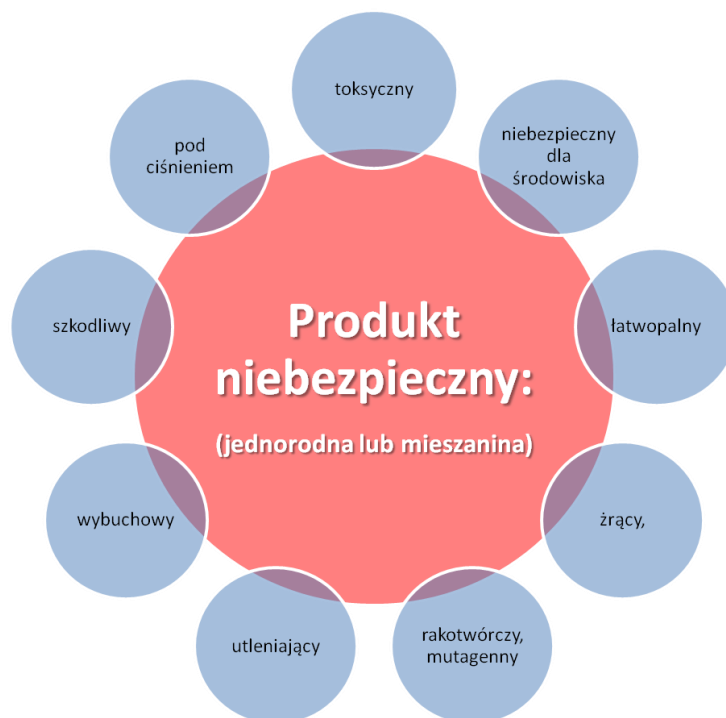 toksyczny
niebezpieczny
dla
środowiska
łatwopalny
żrący,
rakotwórczy,
mutagenny
utleniający
wybuchowy
szkodliwy
pod
ciśnieniem
Produkt
niebezpieczny:
(jednorodna lub mieszanina)